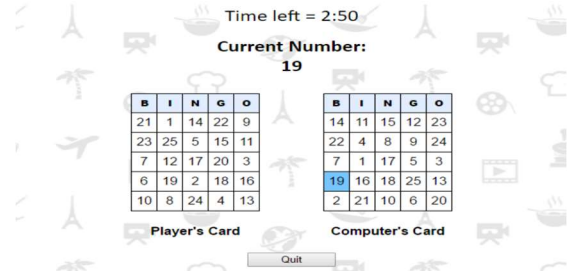 Time left = 2:50
Current Number:
19
B I N G O
21 1 14 22 9
23 25 5 15 11
7 12 17 20 3
6 19 2 18 16
10 8 24 4 13
Player's Card
B I N G O
14 11 15 12 23
22 4 8 9 24
7 1 17 5 3
19 16 18 25 13
2 21 10 6 20
Computer's Card
Quit